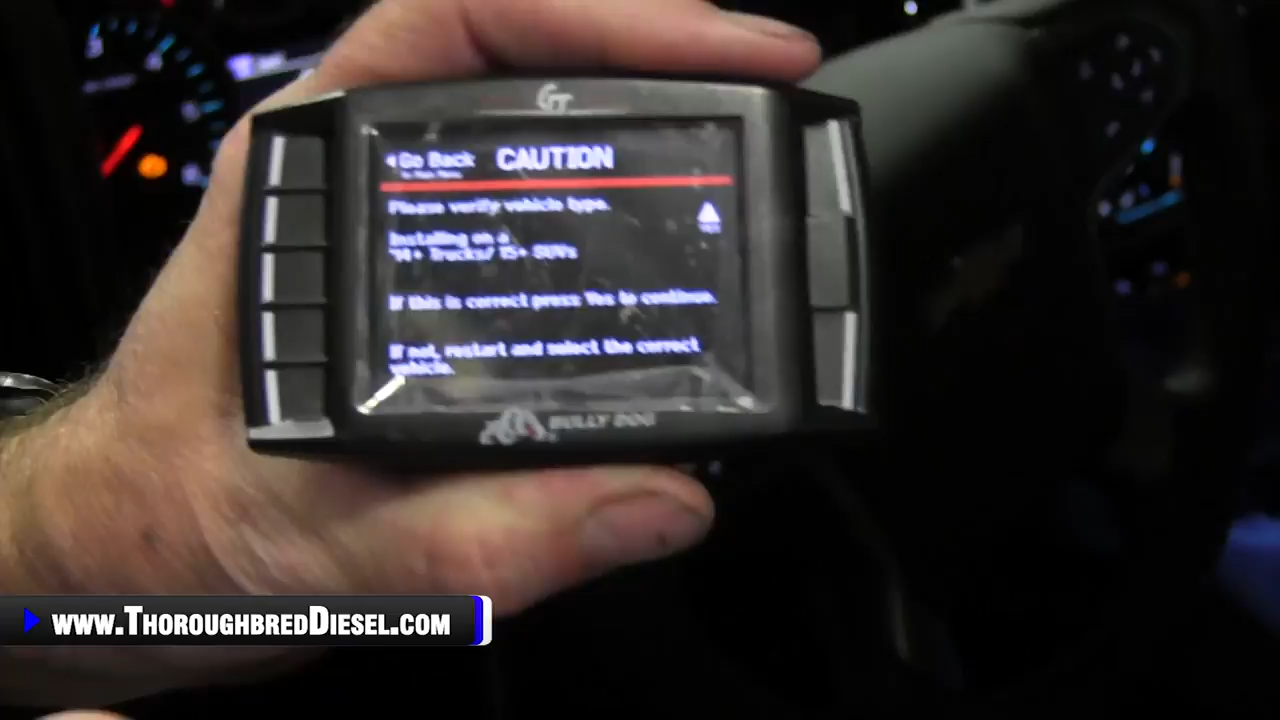 GT
Go Back CAUTION
Please verify vehicle type.
YES
Installing on a
'14+ Trucks/ 15+ SUVs
If this is correct press Yes to continue.
If not, restart and select the correct
vehicle.
BULLY DOG
www.ThoroughbredDiesel.com